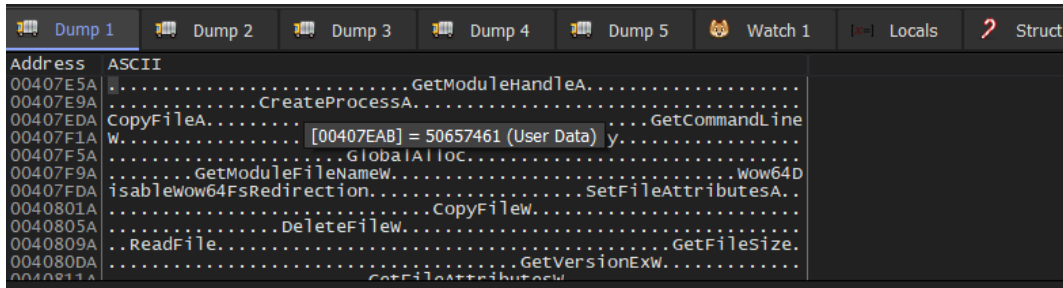 Dump 1 Dump 2 Dump 3 Dump 4 Dump 5 Watch 1 [x=] Locals Struct
Address ASCII
00407E5A ............................GetModuleHandleA....................
00407E9A ..............CreateProcessA....................................
00407EDA CopyFileA.......... ....GetCommandLine
00407F1A W................. y.................
[00407EAB] = 50657461 (User Data)
00407F5A ......................GlobalAlloc...............................
00407F9A ........GetModuleFileNameW................................Wow64D
00407FDA isableWow64FsRedirection....................SetFileAttributesA..
0040801A ..............................CopyFileW.........................
0040805A ................DeleteFileW.....................................
0040809A ..ReadFile...........................................GetFileSize.
004080DA ......................................GetVersionExW.............
0040811A GetFileAttributesW